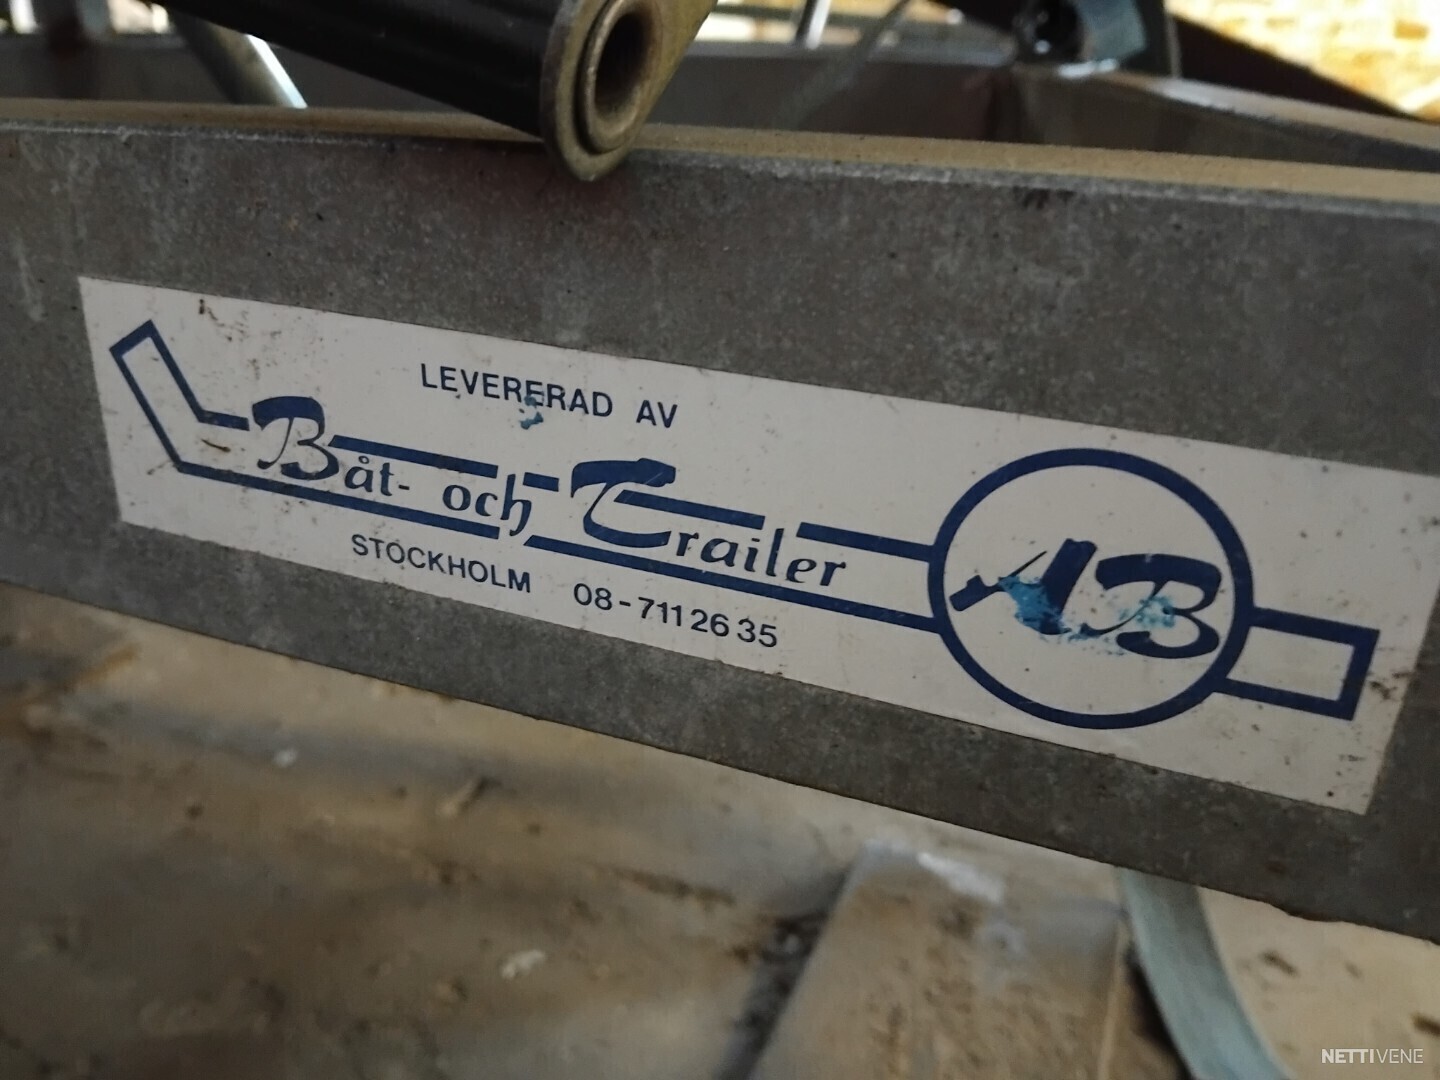 LEVERERAD AV
Båt- och Trailer AB
STOCKHOLM 08-711 26 35
NETTIVENE